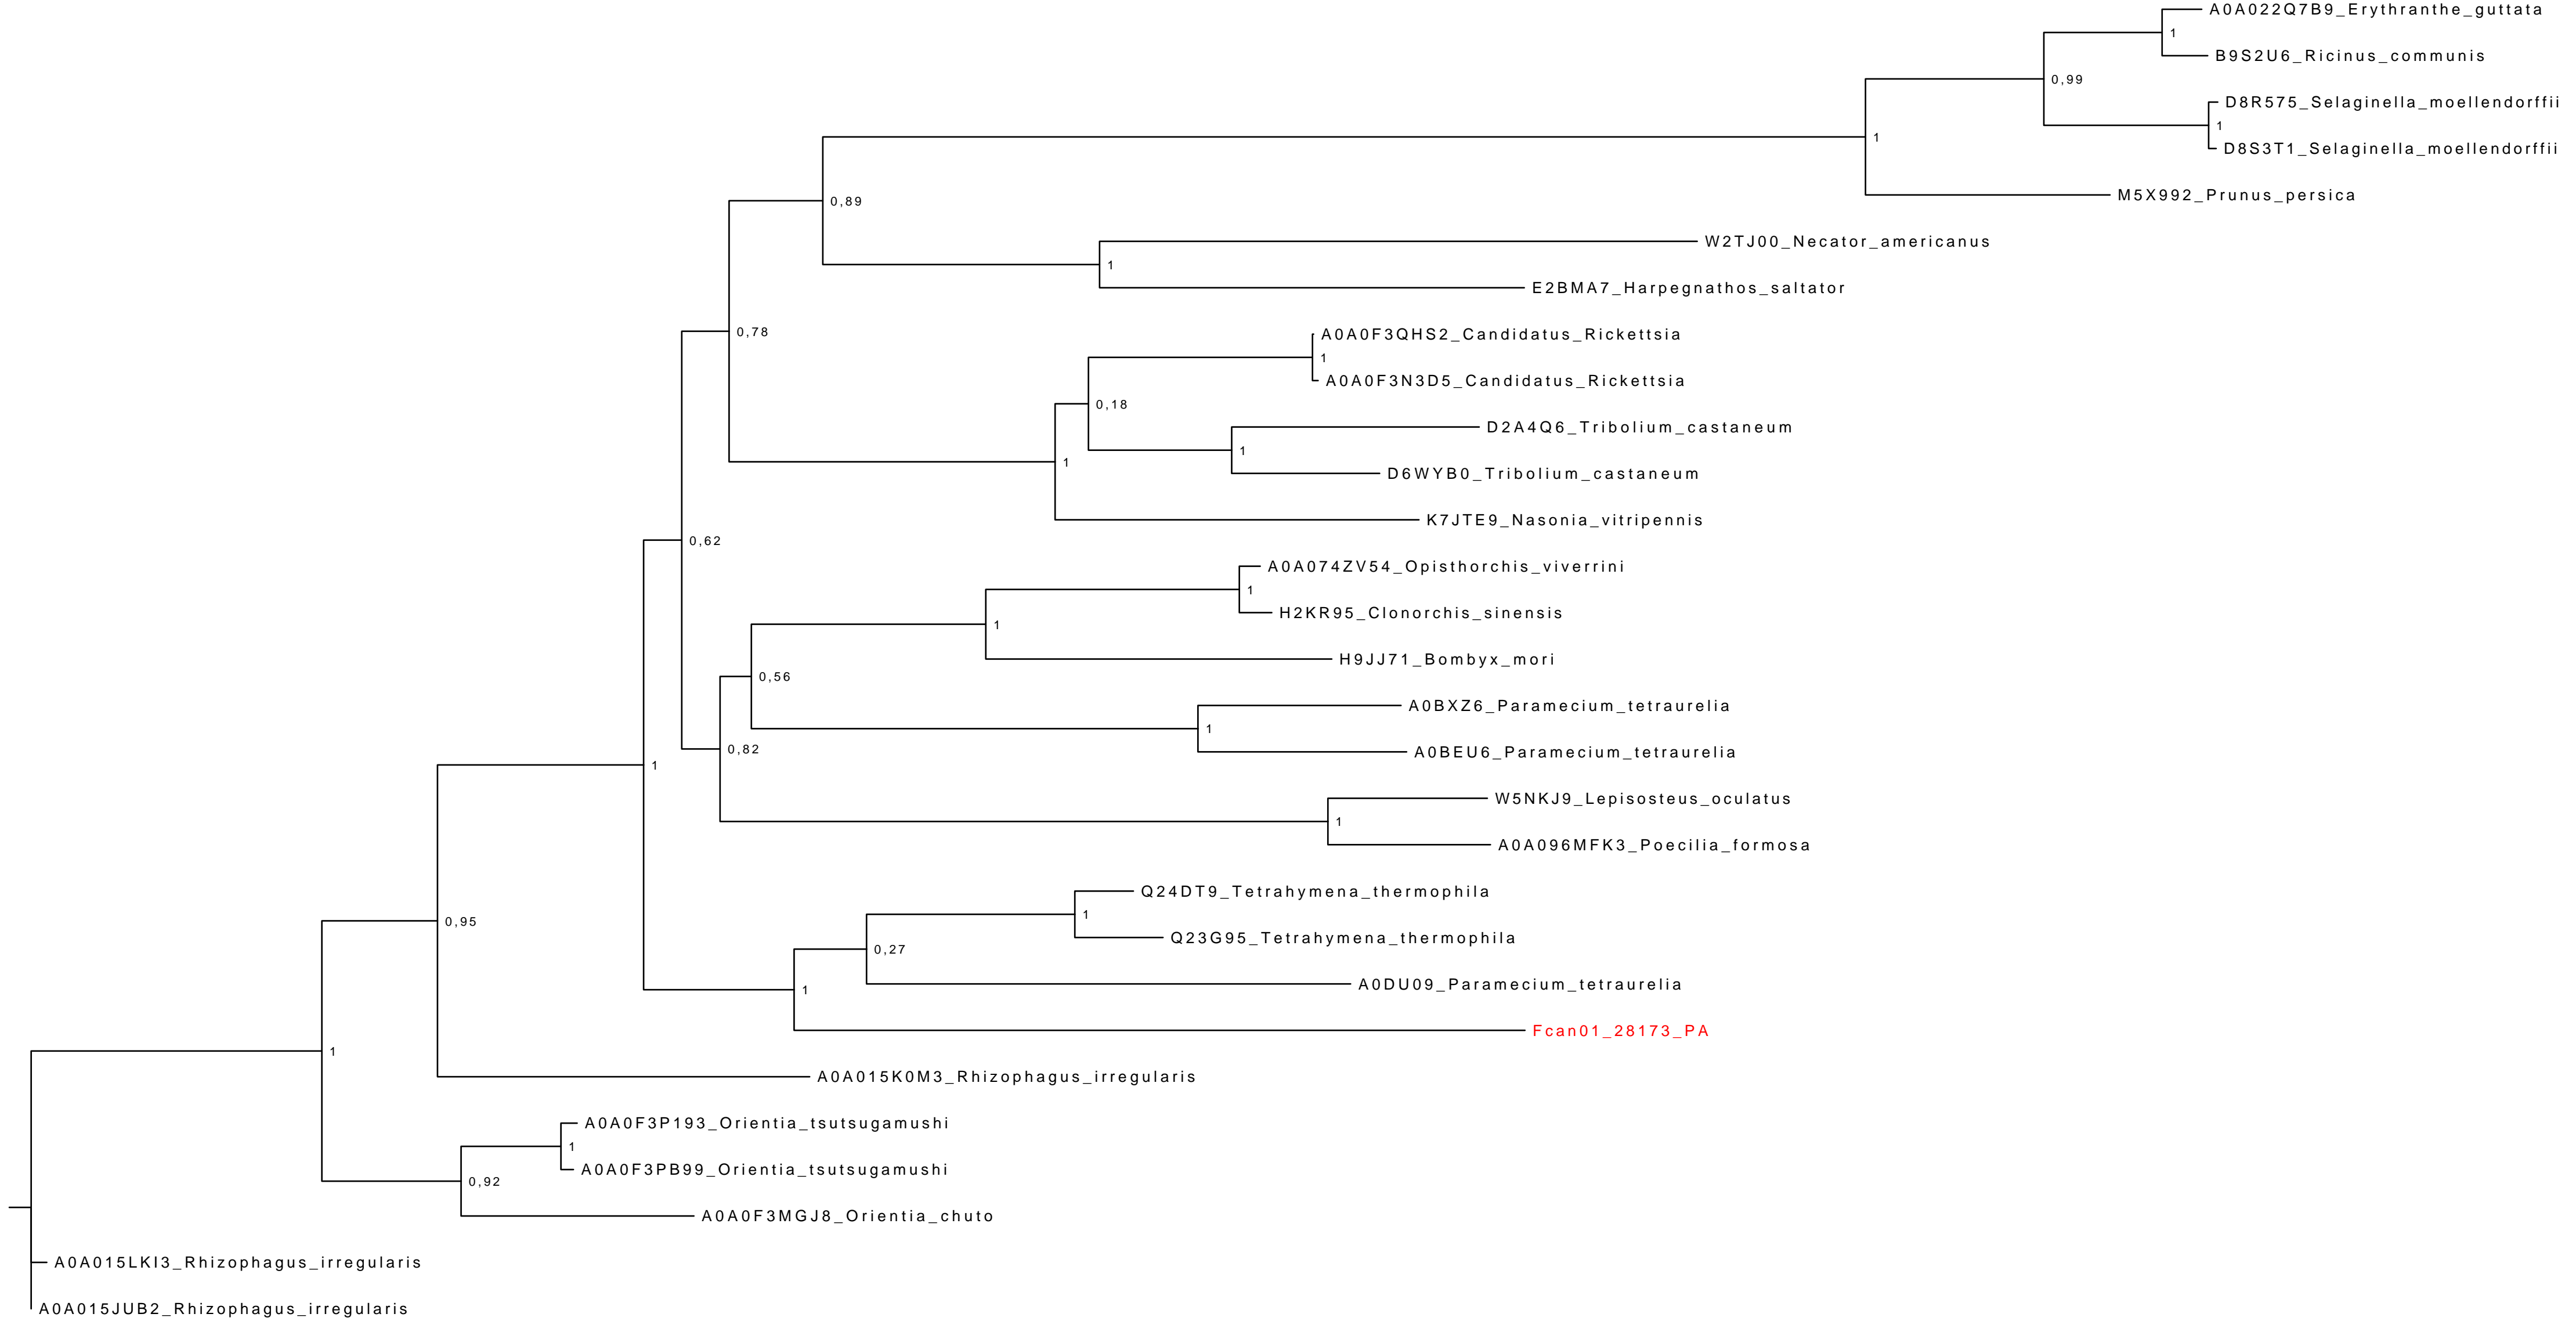 A0A022Q7B9_Erythranthe_guttata
1
B9S2U6_Ricinus_communis
0,99
D8R575_Selaginella_moellendorffii
1
D8S3T1_Selaginella_moellendorffii
1
M5X992_Prunus_persica
0,89
W2TJ00_Necator_americanus
1
E2BMA7_Harpegnathos_saltator
0,78
A0A0F3QHS2_Candidatus_Rickettsia
1
A0A0F3N3D5_Candidatus_Rickettsia
0,18
D2A4Q6_Tribolium_castaneum
1
1
D6WYB0_Tribolium_castaneum
K7JTE9_Nasonia_vitripennis
0,62
A0A074ZV54_Opisthorchis_viverrini
1
H2KR95_Clonorchis_sinensis
1
H9JJ71_Bombyx_mori
0,56
A0BXZ6_Paramecium_tetraurelia
1
0,82
A0BEU6_Paramecium_tetraurelia
1
W5NKJ9_Lepisosteus_oculatus
1
A0A096MFK3_Poecilia_formosa
Q24DT9_Tetrahymena_thermophila
1
0,95
Q23G95_Tetrahymena_thermophila
0,27
A0DU09_Paramecium_tetraurelia
1
Fcan01_28173_PA
1
A0A015K0M3_Rhizophagus_irregularis
A0A0F3P193_Orientia_tsutsugamushi
1
A0A0F3PB99_Orientia_tsutsugamushi
0,92
A0A0F3MGJ8_Orientia_chuto
A0A015LKI3_Rhizophagus_irregularis
A0A015JUB2_Rhizophagus_irregularis